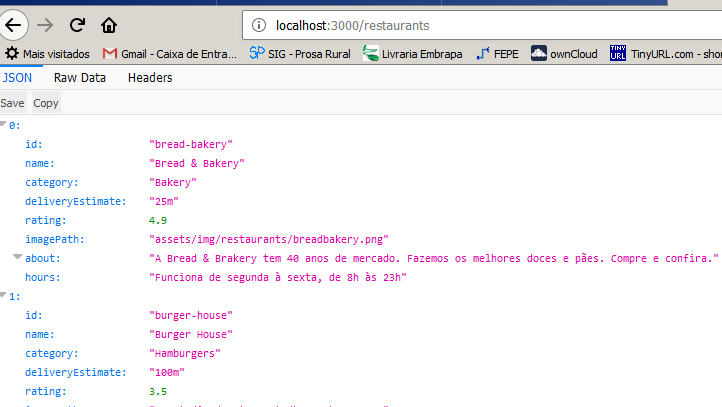 localhost:3000/restaurants
Mais visitados Gmail - Caixa de Entra... SIG - Prosa Rural Livraria Embrapa FEPE ownCloud TINY URL TinyURL.com - shor
JSON Raw Data Headers
Save Copy
0:
id: "bread-bakery"
name: "Bread & Bakery"
category: "Bakery"
deliveryEstimate: "25m"
rating: 4.9
imagePath: "assets/img/restaurants/breadbakery.png"
about: "A Bread & Brakery tem 40 anos de mercado. Fazemos os melhores doces e pães. Compre e confira."
hours: "Funciona de segunda à sexta, de 8h às 23h"
1:
id: "burger-house"
name: "Burger House"
category: "Hamburgers"
deliveryEstimate: "100m"
rating: 3.5